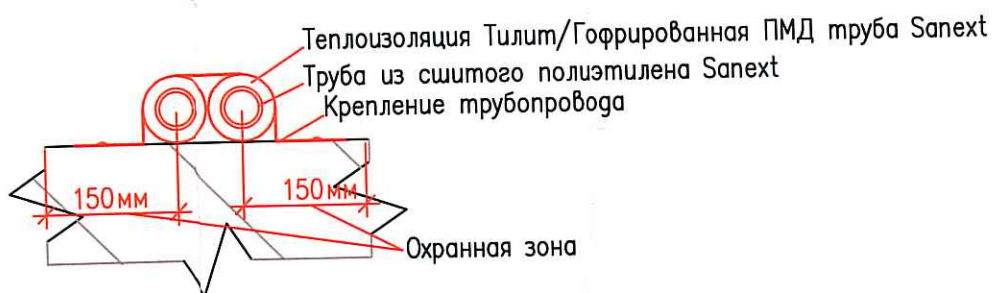 Теплоизоляция Тилит/Гофрированная ПМД труба Sanext
Труба из сшитого полиэтилена Sanext
Крепление трубопровода
150мм 150мм
Охранная зона